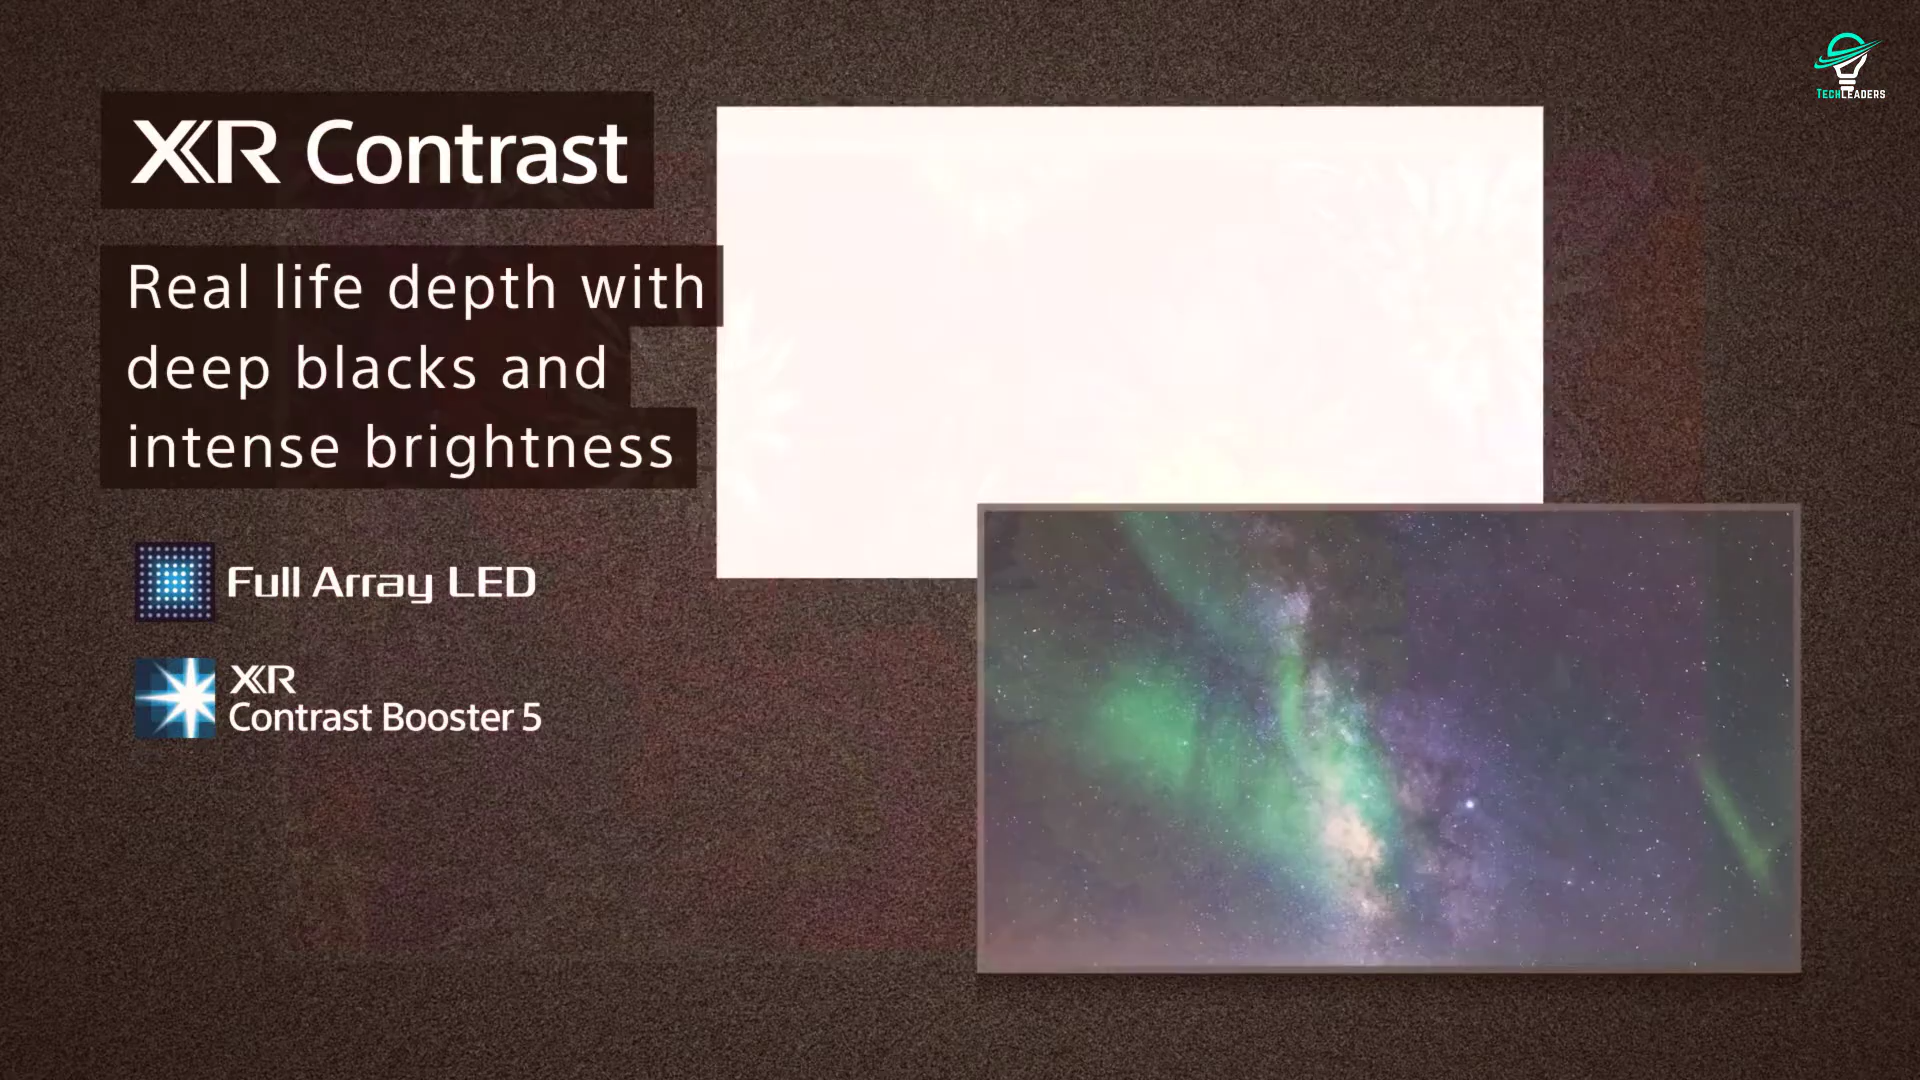 XR Contrast
Real life depth with
deep blacks and
intense brightness
Full Array LED
XR
Contrast Booster 5
TECHLEADERS